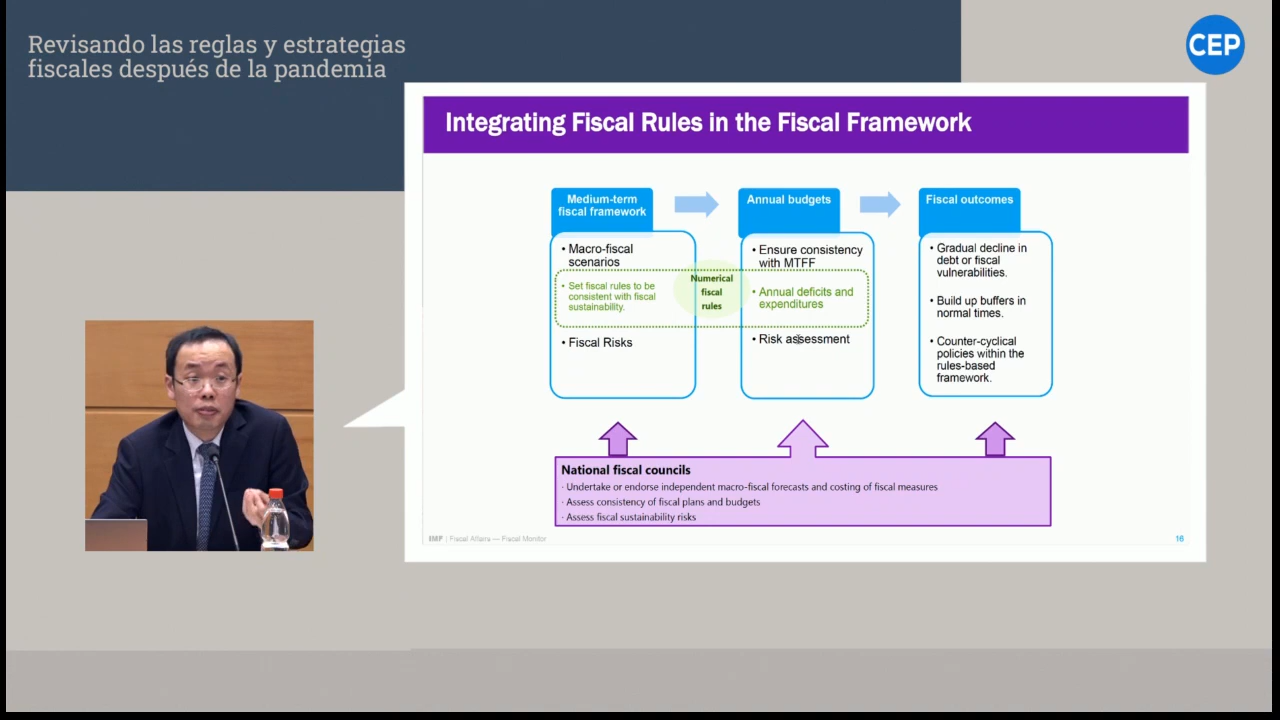 Revisando las reglas y estrategias
fiscales después de la pandemia
CEP
Integrating Fiscal Rules in the Fiscal Framework
Medium-term
fiscal framework
• Macro-fiscal
scenarios
• Set fiscal rules to be
consistent with fiscal
sustainability.
• Fiscal Risks
Numerical
fiscal
rules
Annual budgets
• Ensure consistency
with MTFF
• Annual deficits and
expenditures
• Risk assessment
Fiscal outcomes
• Gradual decline in
debt or fiscal
vulnerabilities.
• Build up buffers in
normal times.
• Counter-cyclical
policies within the
rules-based
framework.
National fiscal councils
· Undertake or endorse independent macro-fiscal forecasts and costing of fiscal measures
· Assess consistency of fiscal plans and budgets
· Assess fiscal sustainability risks
IMF | Fiscal Affairs — Fiscal Monitor
16